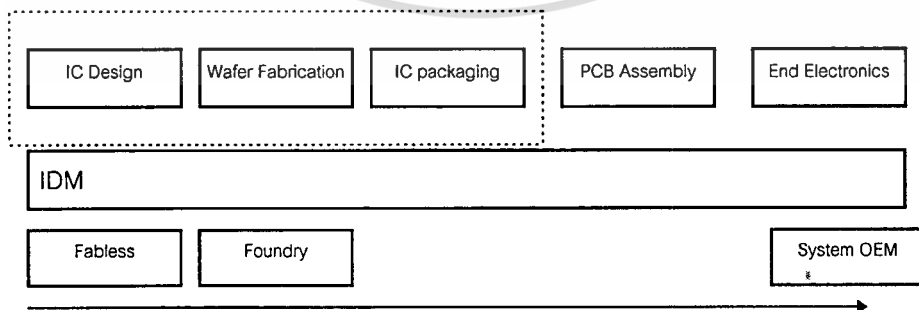 IC Design
Wafer Fabrication
IC packaging
PCB Assembly
End Electronics
IDM
Fabless
Foundry
System OEM